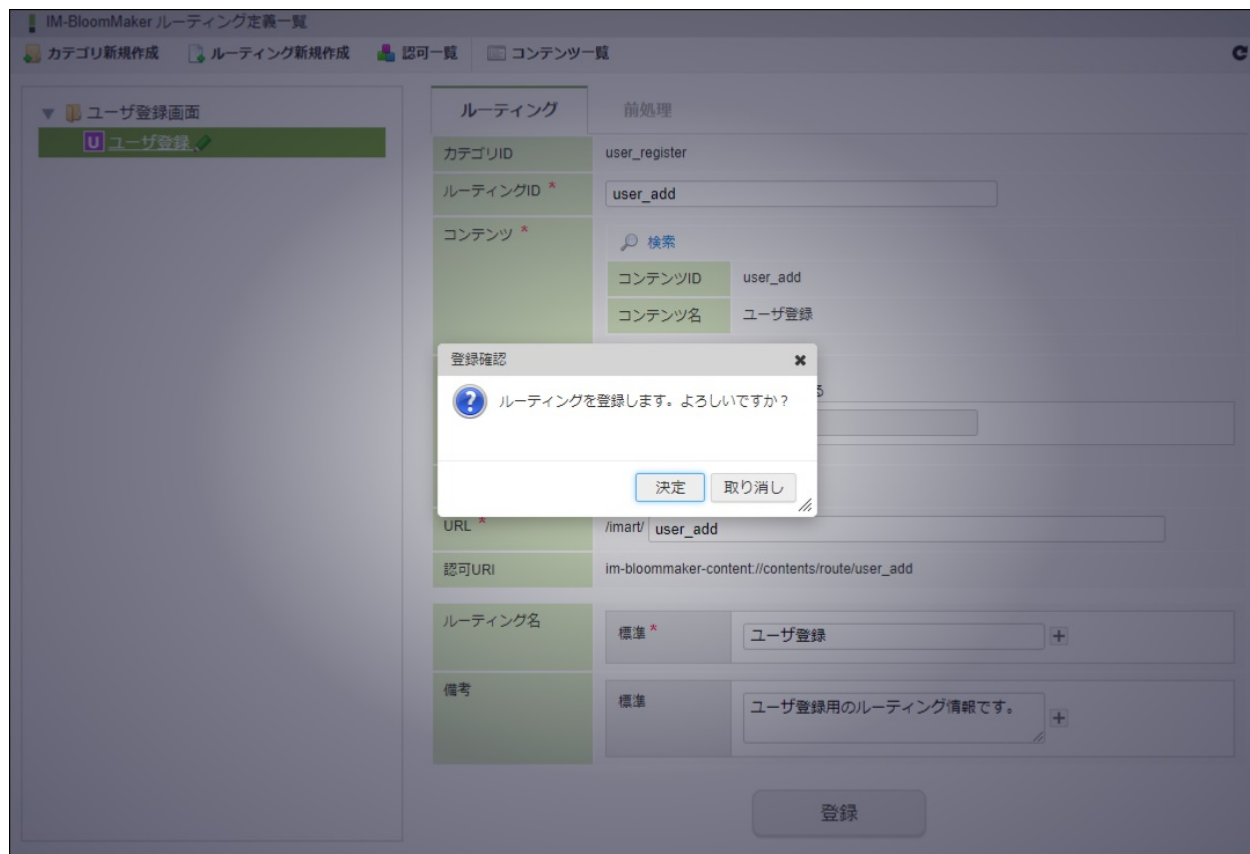 IM-BloomMaker ルーティング定義一覧
カテゴリ新規作成 ルーティング新規作成 認可一覧 コンテンツ一覧
ユーザ登録画面
U ユーザ登録
ルーティング 前処理
カテゴリID user_register
ルーティングID * user_add
コンテンツ *
検索
コンテンツID user_add
コンテンツ名 ユーザ登録
登録確認
る
ルーティングを登録します。よろしいですか？
決定 取り消し
URL * /imart/ user_add
認可URI im-bloommaker-content://contents/route/user_add
ルーティング名 標準 * ユーザ登録
備考 標準 ユーザ登録用のルーティング情報です。
登録